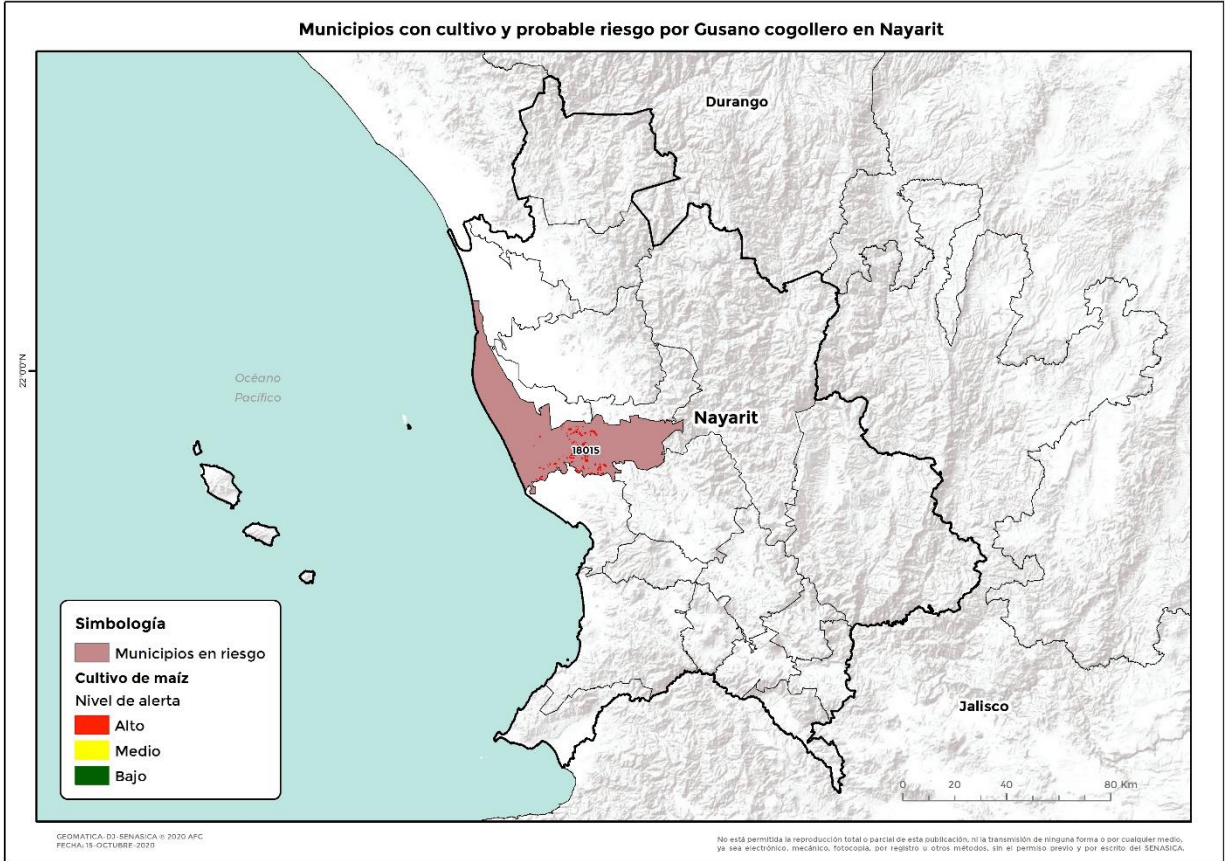 Municipios con cultivo y probable riesgo por Gusano cogollero en Nayarit
Durango
22°0'0"N
Océano
Pacífico
Nayarit
18015
Simbología
Municipios en riesgo
Cultivo de maíz
Nivel de alerta
Alto
Medio
Bajo
Jalisco
0 20 40 80 Km
GEOMATICA-DJ-SENASICA © 2020 AFC
FECHA: 15-OCTUBRE-2020
No está permitida la reproducción total o parcial de esta publicación, ni la transmisión de ninguna forma o por cualquier medio,
ya sea electrónico, mecánico, fotocopia, por registro u otros métodos, sin el permiso previo y por escrito del SENASICA.